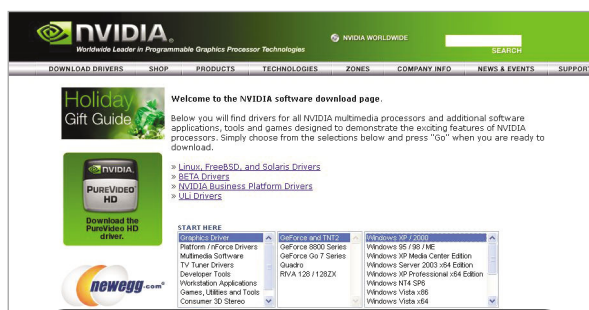 NVIDIA.
Worldwide Leader in Programmable Graphics Processor Technologies
NVIDIA WORLDWIDE
SEARCH
DOWNLOAD DRIVERS SHOP PRODUCTS TECHNOLOGIES ZONES COMPANY INFO NEWS & EVENTS SUPPORT
Holiday
Gift Guide
Welcome to the NVIDIA software download page.
Below you will find drivers for all NVIDIA multimedia processors and additional software
applications, tools and games designed to demonstrate the exciting features of NVIDIA
processors. Simply choose from the selections below and press "Go" when you are ready to
download.
» Linux, FreeBSD, and Solaris Drivers
» BETA Drivers
» NVIDIA Business Platform Drivers
» ULi Drivers
NVIDIA.
PUREVIDEO
HD
Download the
PureVideo HD
driver.
newegg.com
START HERE
Graphics Driver
Platform / nForce Drivers
Multimedia Software
TV Tuner Drivers
Developer Tools
Workstation Applications
Games, Utilities and Tools
Consumer 3D Stereo
GeForce and TNT2
GeForce 8800 Series
GeForce Go 7 Series
Quadro
RIVA 128 / 128ZX
Windows XP / 2000
Windows 95 / 98 / ME
Windows XP Media Center Edition
Windows Server 2003 x64 Edition
Windows XP Professional x64 Edition
Windows NT4 SP6
Windows Vista x86
Windows Vista x64